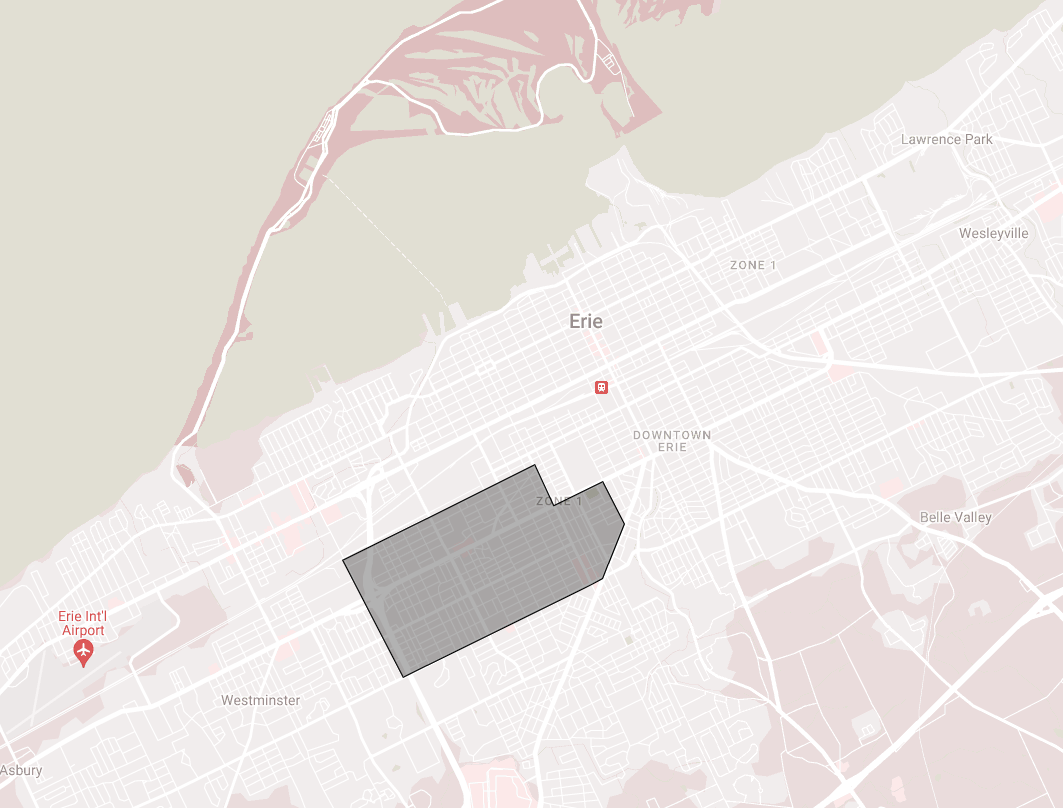 Lawrence Park
Wesleyville
ZONE 1
Erie
DOWNTOWN
ERIE
ZONE 1
Belle Valley
Erie Int'l
Airport
Westminster
Asbury